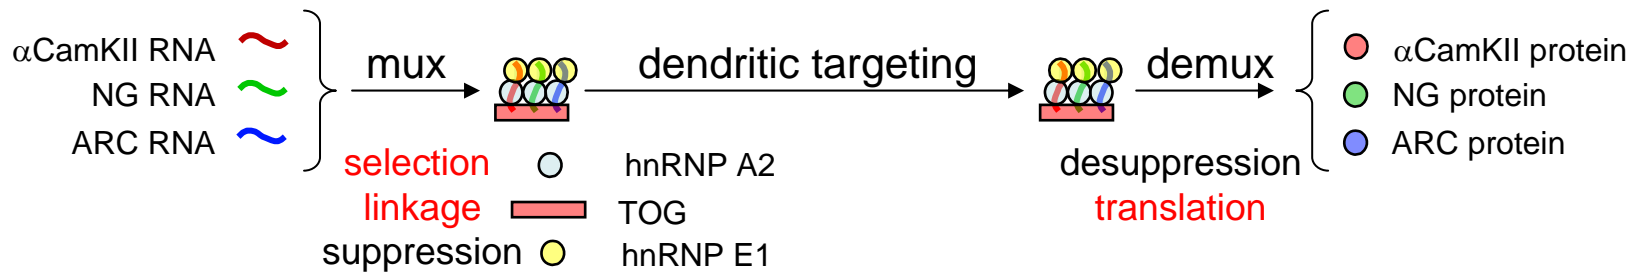 αCamKII RNA
NG RNA
ARC RNA
mux
dendritic targeting
demux
αCamKII protein
NG protein
ARC protein
selection
hnRNP A2
linkage
TOG
suppression
hnRNP E1
desuppression
translation